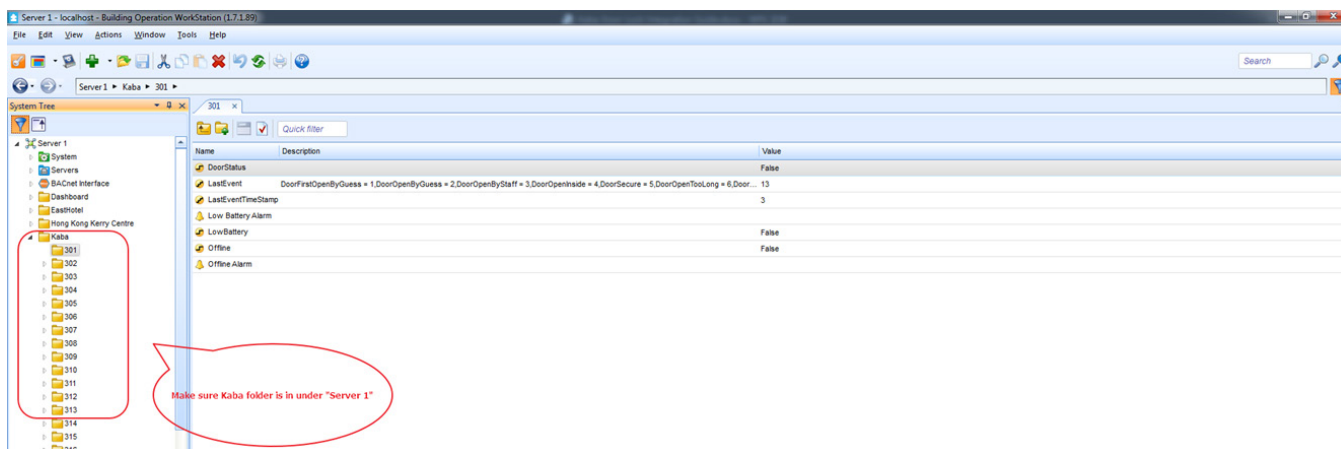 Server 1 - localhost - Building Operation WorkStation (1.7.1.89)
File Edit View Actions Window Tools Help
Search
Server 1 Kaba 301
System Tree
301
Quick filter
Server 1
System
Servers
BACnet Interface
Dashboard
EastHotel
Hong Kong Kerry Centre
Kaba
301
302
303
304
305
306
307
308
309
310
311
312
313
314
315
Name Description Value
DoorStatus False
LastEvent DoorFirstOpenByGuess = 1,DoorOpenByGuess = 2,DoorOpenByStaff = 3,DoorOpenInside = 4,DoorSecure = 5,DoorOpenTooLong = 6,Door... 13
LastEventTimeStamp 3
Low Battery Alarm
LowBattery False
Offline False
Offline Alarm
Make sure Kaba folder is in under "Server 1"